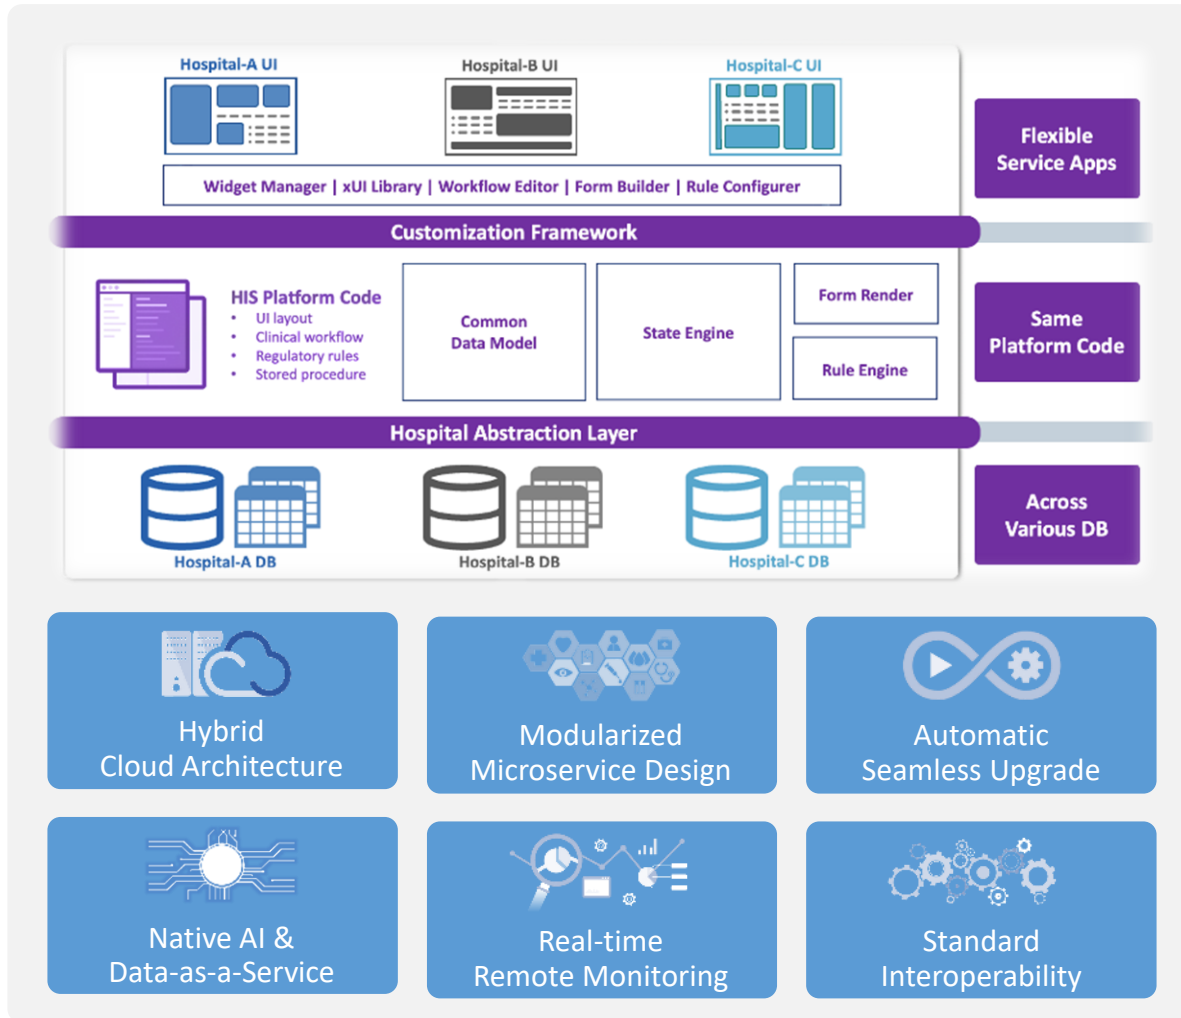 Hospital-A UI
Hospital-B UI
Hospital-C UI
Widget Manager | xUI Library | Workflow Editor | Form Builder | Rule Configurer
Flexible
Service Apps
Customization Framework
HIS Platform Code
• UI layout
• Clinical workflow
• Regulatory rules
• Stored procedure
Common
Data Model
State Engine
Form Render
Rule Engine
Same
Platform Code
Hospital Abstraction Layer
Hospital-A DB
Hospital-B DB
Hospital-C DB
Across
Various DB
Hybrid
Cloud Architecture
Modularized
Microservice Design
Automatic
Seamless Upgrade
Native AI &
Data-as-a-Service
Real-time
Remote Monitoring
Standard
Interoperability